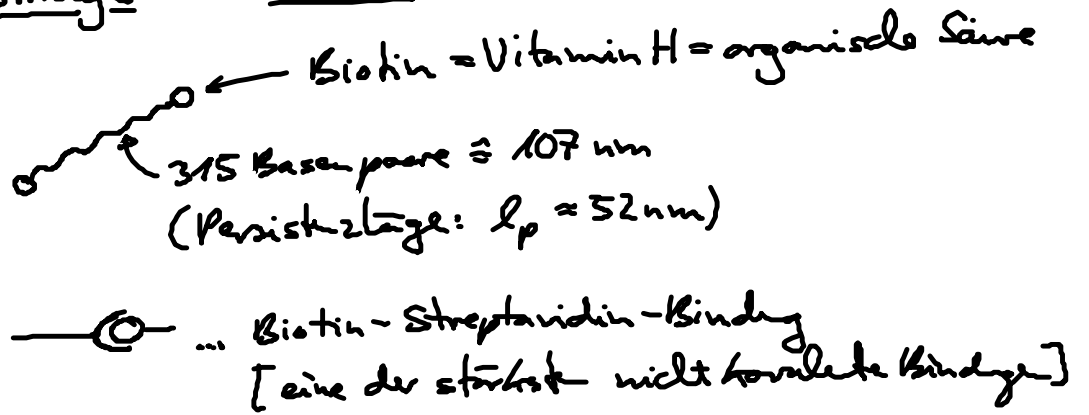 Biotin = Vitamin H = organische Säure
315 Basenpaare ≙ 107 nm
(Persistenzlänge: lp ≈ 52 nm)
... Biotin-Streptavidin-Bindung
[eine der stärksten nicht kovalente Bindungen]